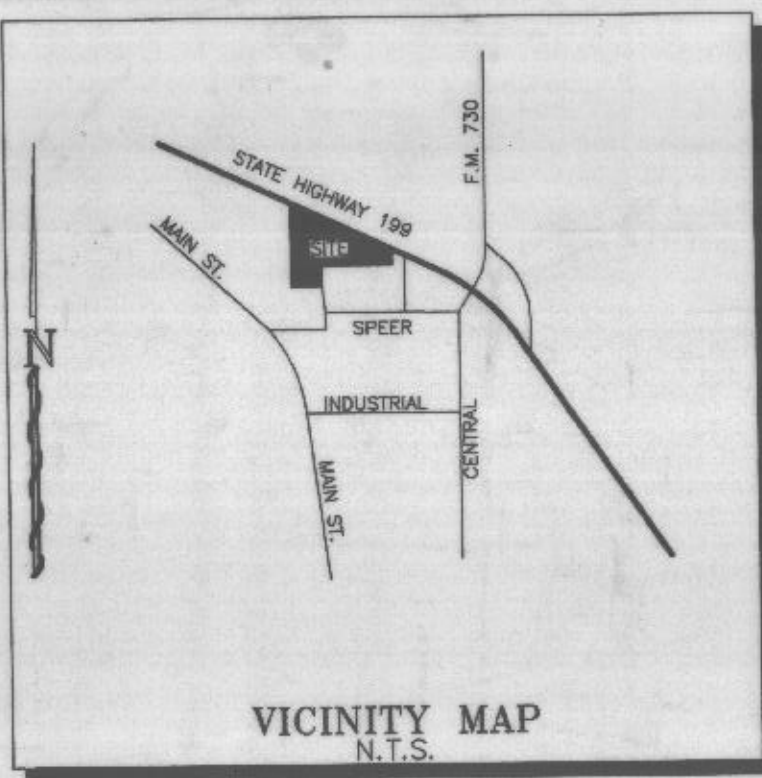 F.M. 730
STATE HIGHWAY 199
MAIN ST.
SITE
SPEER
N
INDUSTRIAL
CENTRAL
MAIN ST.
VICINITY MAP
N.T.S.